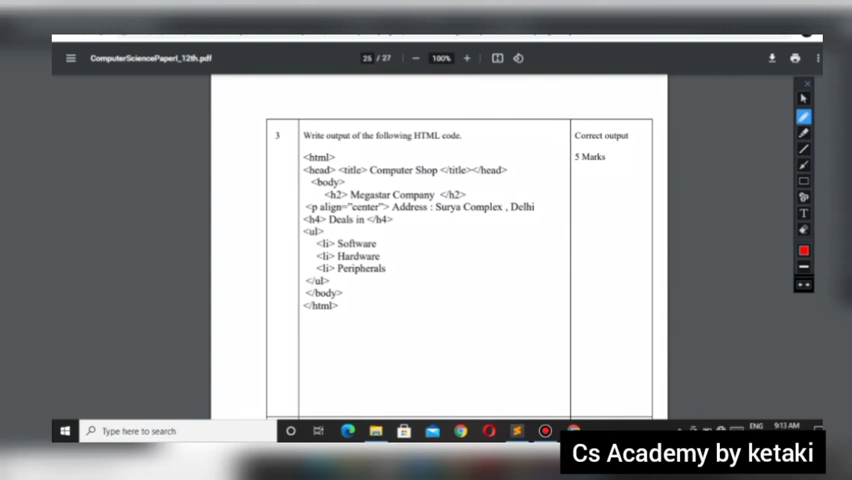 ComputerSciencePaperI_12th.pdf
25 / 27
100%
3
Write output of the following HTML code.
Correct output
5 Marks
<html>
<head> <title> Computer Shop </title></head>
<body>
<h2> Megastar Company </h2>
<p align="center"> Address : Surya Complex , Delhi
<h4> Deals in </h4>
<ul>
<li> Software
<li> Hardware
<li> Peripherals
</ul>
</body>
</html>
Type here to search
ENG
9:13 AM
Cs Academy by ketaki